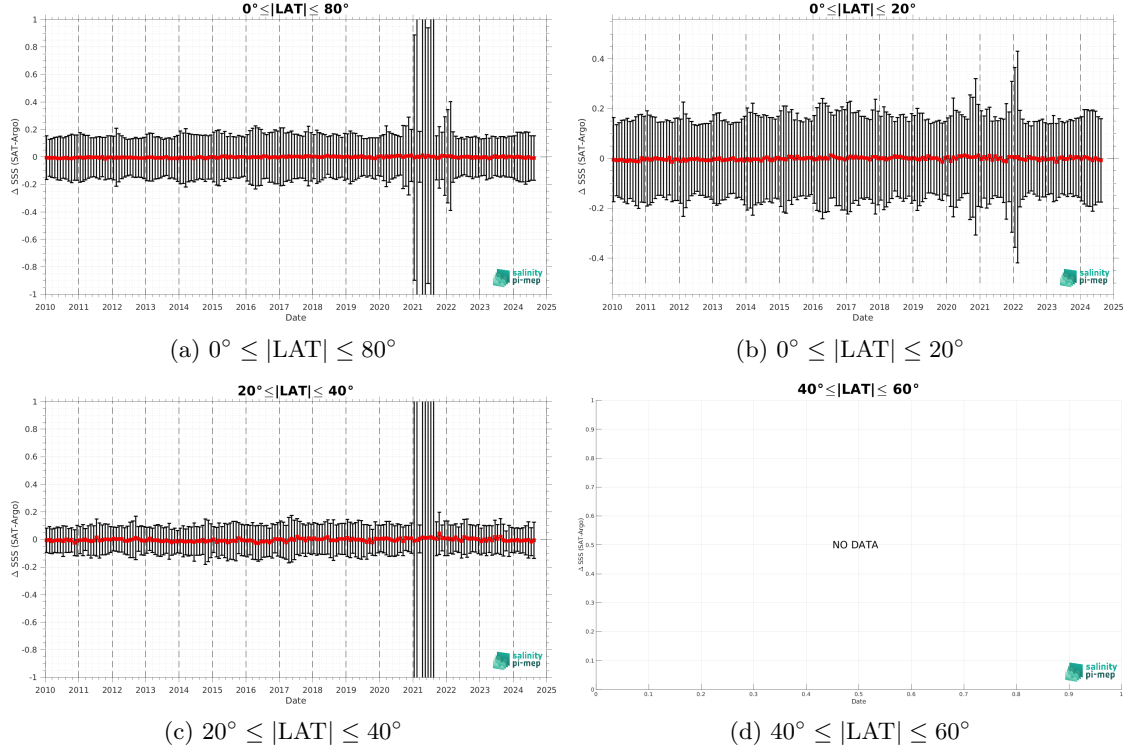 0°≤|LAT|≤ 80°
Δ SSS (SAT-Argo)
1
0.8
0.6
0.4
0.2
0
-0.2
-0.4
-0.6
-0.8
-1
2010 2011 2012 2013 2014 2015 2016 2017 2018 2019 2020 2021 2022 2023 2024 2025
Date
salinity
pi-mep
(a) 0° ≤ |LAT| ≤ 80°
0°≤|LAT|≤ 20°
Δ SSS (SAT-Argo)
0.4
0.2
0
-0.2
-0.4
2010 2011 2012 2013 2014 2015 2016 2017 2018 2019 2020 2021 2022 2023 2024 2025
Date
salinity
pi-mep
(b) 0° ≤ |LAT| ≤ 20°
20°≤|LAT|≤ 40°
Δ SSS (SAT-Argo)
1
0.8
0.6
0.4
0.2
0
-0.2
-0.4
-0.6
-0.8
-1
2010 2011 2012 2013 2014 2015 2016 2017 2018 2019 2020 2021 2022 2023 2024 2025
Date
salinity
pi-mep
(c) 20° ≤ |LAT| ≤ 40°
40°≤|LAT|≤ 60°
Δ SSS (SAT-Argo)
1
0.9
0.8
0.7
0.6
0.5
0.4
0.3
0.2
0.1
0
NO DATA
0 0.1 0.2 0.3 0.4 0.5 0.6 0.7 0.8 0.9 1
Date
salinity
pi-mep
(d) 40° ≤ |LAT| ≤ 60°